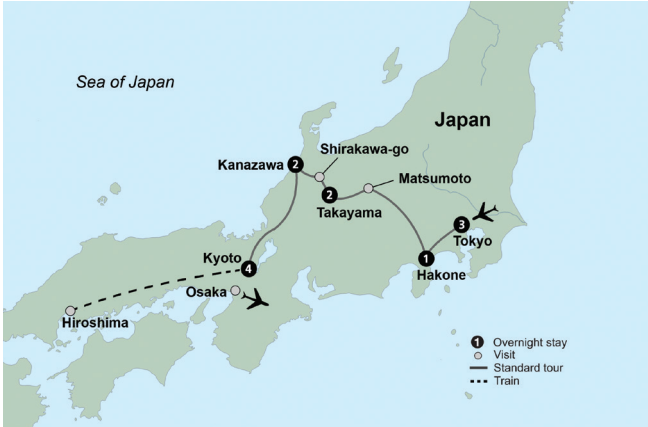 Sea of Japan
Japan
Shirakawa-go
Kanazawa
2
Matsumoto
2
Takayama
3
Tokyo
Kyoto
4
1
Hakone
Osaka
Hiroshima
1 Overnight stay
Visit
Standard tour
Train